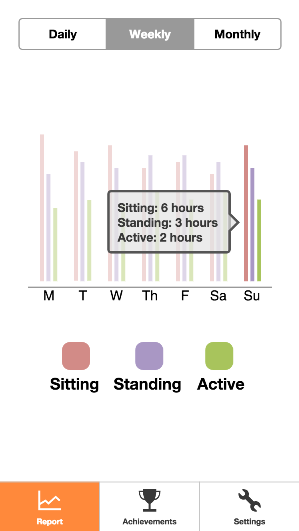 Daily Weekly Monthly
Sitting: 6 hours
Standing: 3 hours
Active: 2 hours
M T W Th F Sa Su
Sitting Standing Active
Report Achievements Settings